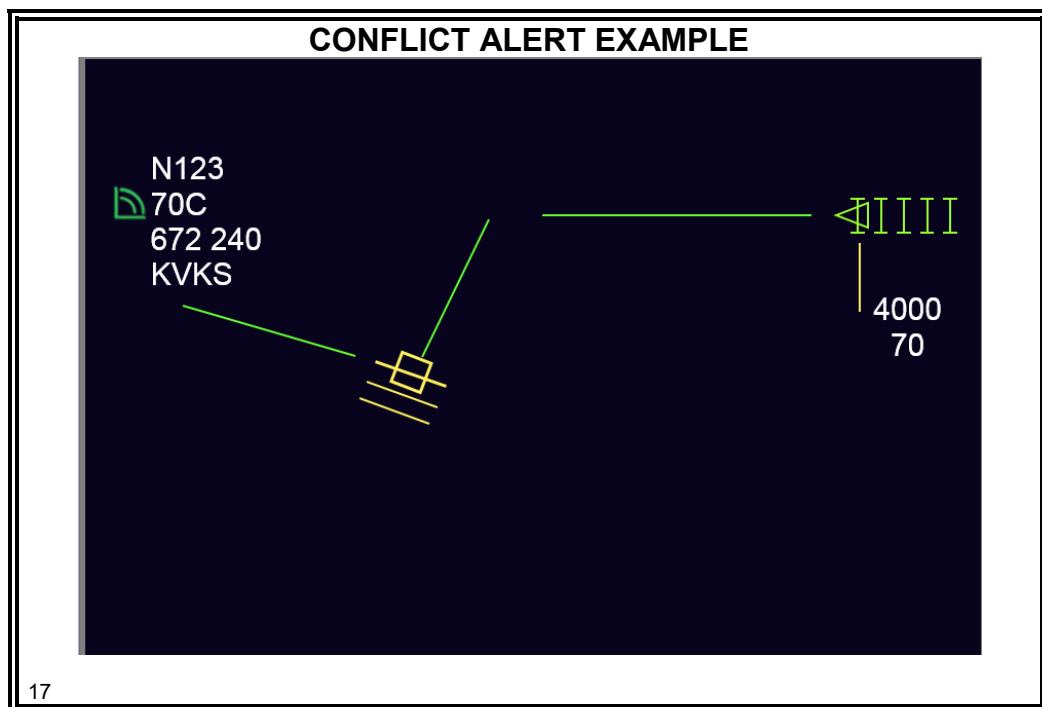 CONFLICT ALERT EXAMPLE
N123
70C
672 240
KVKS
4000
70
17